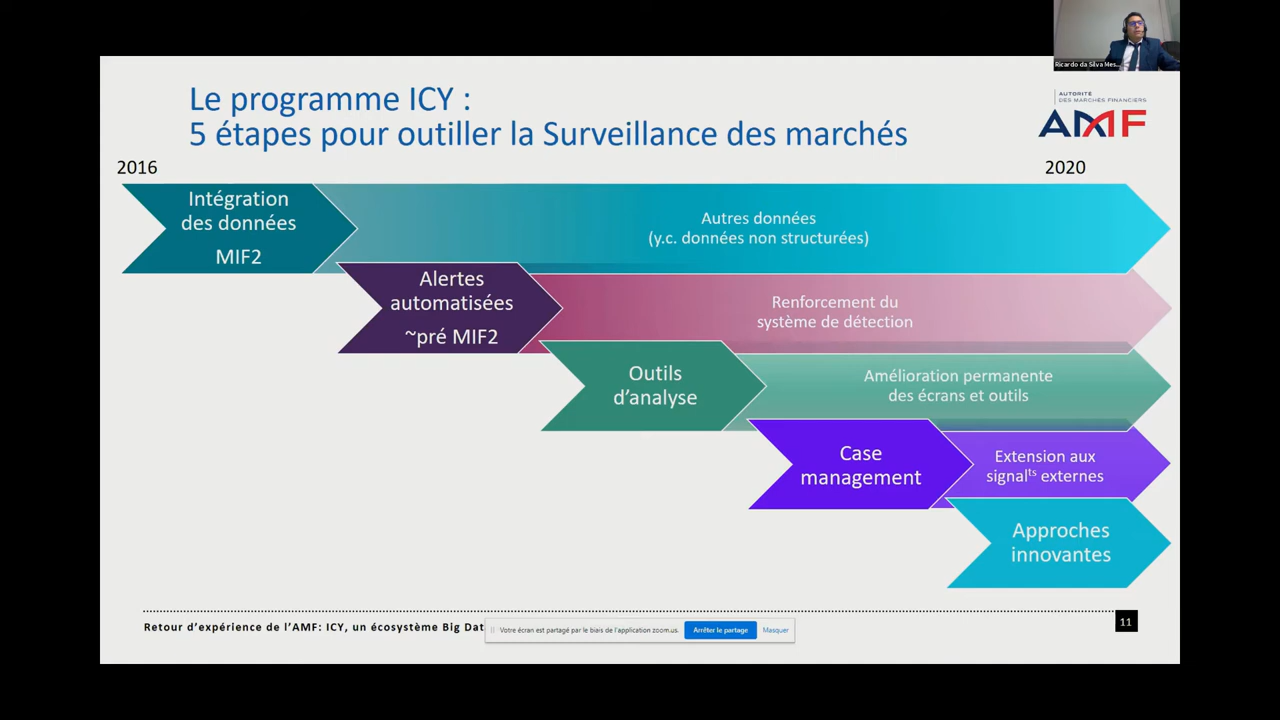 Ricardo da Silva Mes...
Le programme ICY :
5 étapes pour outiller la Surveillance des marchés
AUTORITÉ
DES MARCHÉS FINANCIERS
AMF
2016
2020
Intégration
des données
MIF2
Autres données
(y.c. données non structurées)
Alertes
automatisées
~pré MIF2
Renforcement du
système de détection
Outils
d’analyse
Amélioration permanente
des écrans et outils
Case
management
Extension aux
signalᵗˢ externes
Approches
innovantes
Retour d’expérience de l’AMF: ICY, un écosystème Big Dat
Votre écran est partagé par le biais de l'application zoom.us.
Arrêter le partage
Masquer
11